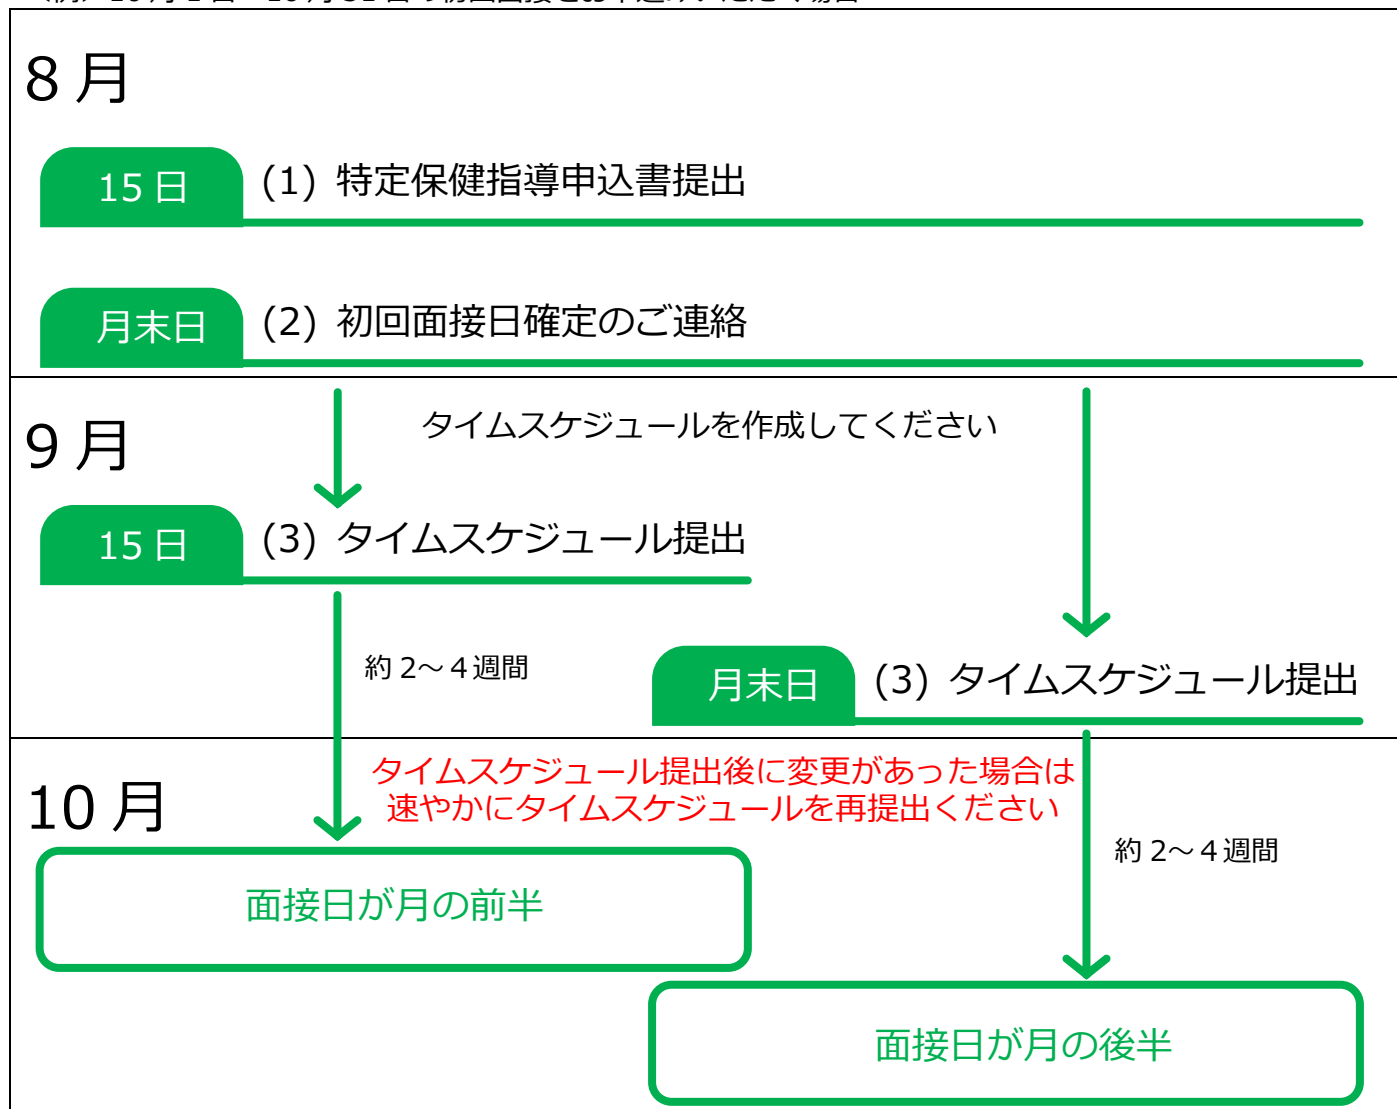 8 月
15 日
(1) 特定保健指導申込書提出
月末日
(2) 初回面接日確定のご連絡
9 月
タイムスケジュールを作成してください
15 日
(3) タイムスケジュール提出
約 2～４週間
月末日
(3) タイムスケジュール提出
10 月
タイムスケジュール提出後に変更があった場合は
速やかにタイムスケジュールを再提出ください
約 2～４週間
面接日が月の前半
面接日が月の後半